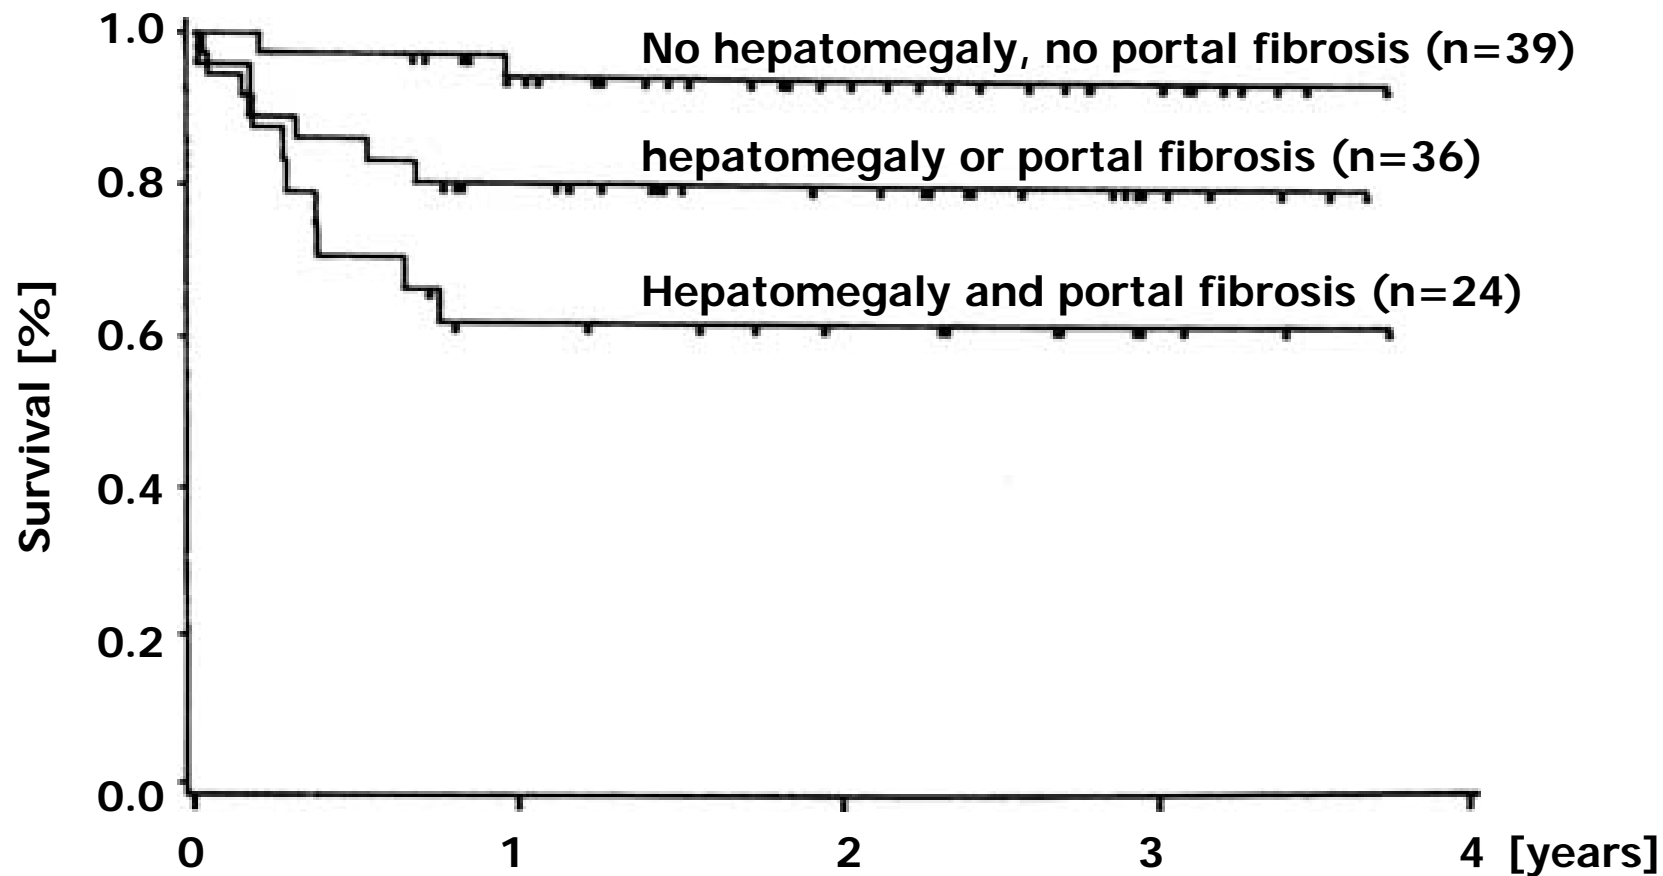 1.0
No hepatomegaly, no portal fibrosis (n=39)
hepatomegaly or portal fibrosis (n=36)
0.8
Hepatomegaly and portal fibrosis (n=24)
0.6
Survival [%]
0.4
0.2
0.0
0 1 2 3 4 [years]